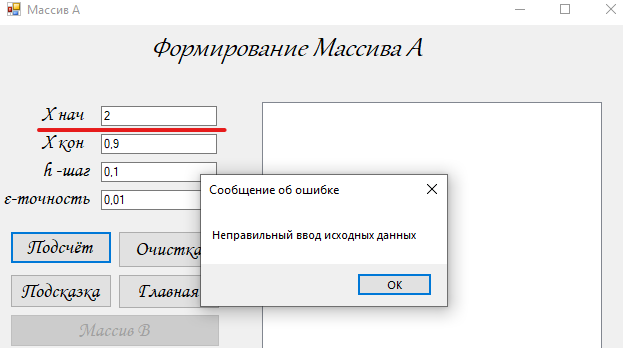 Массив А
Формирование Массива А
X нач 2
X кон 0,9
h -шаг 0,1
ε-точность 0,01
Сообщение об ошибке
Неправильный ввод исходных данных
OK
Подсчёт Очистка
Подсказка Главная
Массив В